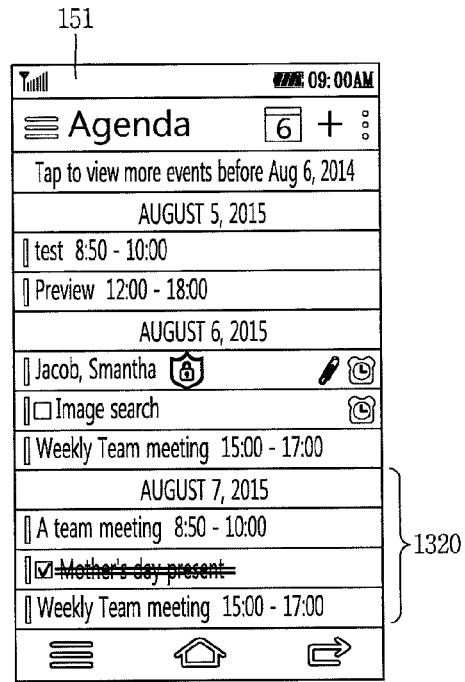 151
09:00AM
Agenda 6 +
Tap to view more events before Aug 6, 2014
AUGUST 5, 2015
test 8:50 - 10:00
Preview 12:00 - 18:00
AUGUST 6, 2015
Jacob, Smantha
Image search
Weekly Team meeting 15:00 - 17:00
AUGUST 7, 2015
A team meeting 8:50 - 10:00
1320
Mother's day present
Weekly Team meeting 15:00 - 17:00